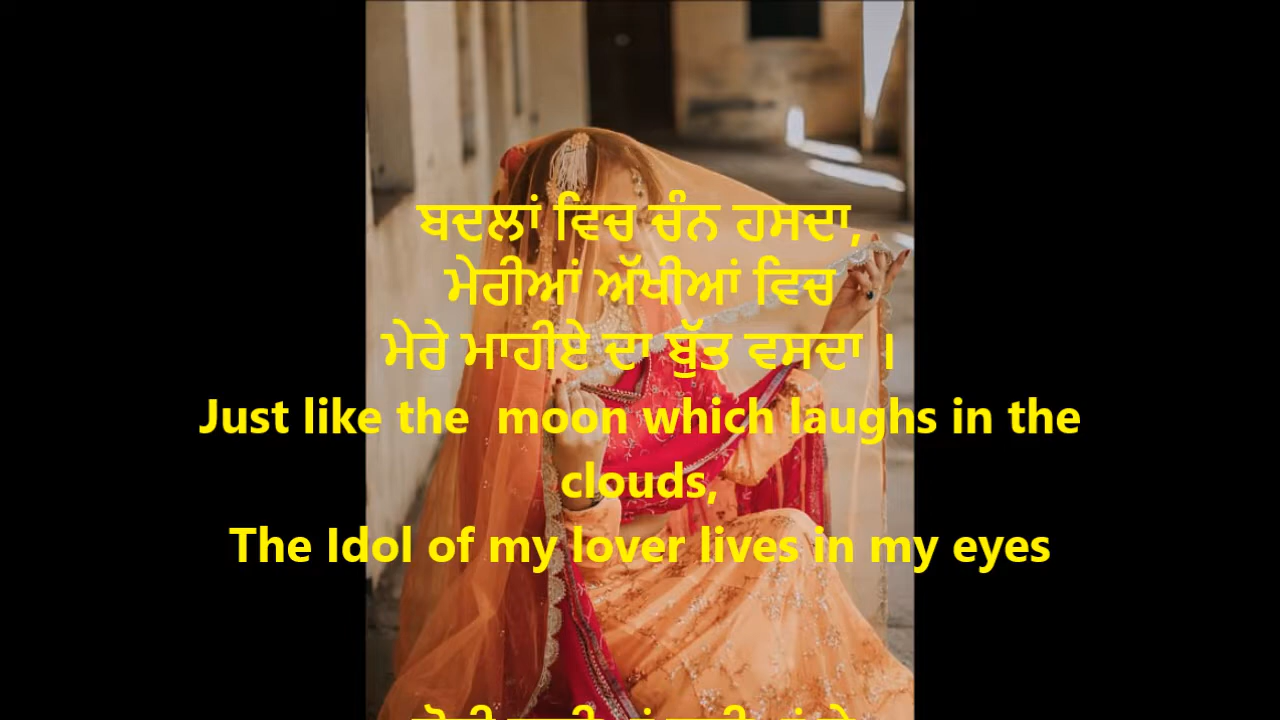 ਬਦਲਾਂ ਵਿਚ ਚੰਨ ਹਸਦਾ,
ਮੇਰੀਆਂ ਅੱਖੀਆਂ ਵਿਚ
ਮੇਰੇ ਮਾਹੀਏ ਦਾ ਬੁੱਤ ਵਸਦਾ ।
Just like the  moon which laughs in the
clouds,
The Idol of my lover lives in my eyes